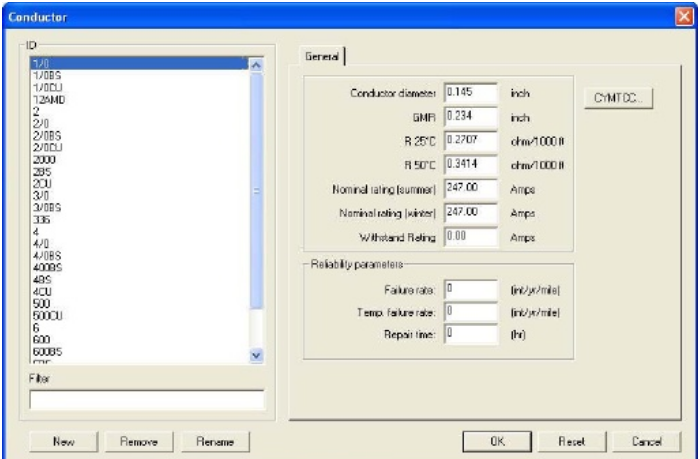 Conductor
ID
1/0
1/0BS
1/0CU
12AMD
2
2/0
2/0BS
2/0CU
2000
2BS
2CU
3/0
3/0BS
336
4
4/0
4/0BS
400BS
4BS
4CU
500
500CU
6
600
600BS
Filter
New Remove Rename
General
Conductor diameter 0.145 inch
GMR 0.234 inch
R 25°C 0.2707 ohm/1000 ft
R 50°C 0.3414 ohm/1000 ft
Nominal rating (summer) 247.00 Amps
Nominal rating (winter) 247.00 Amps
Withstand Rating 0.00 Amps
CYMTCC...
Reliability parameters
Failure rate: 0 (int/yr/mile)
Temp. failure rate: 0 (int/yr/mile)
Repair time: 0 (hr)
OK Reset Cancel